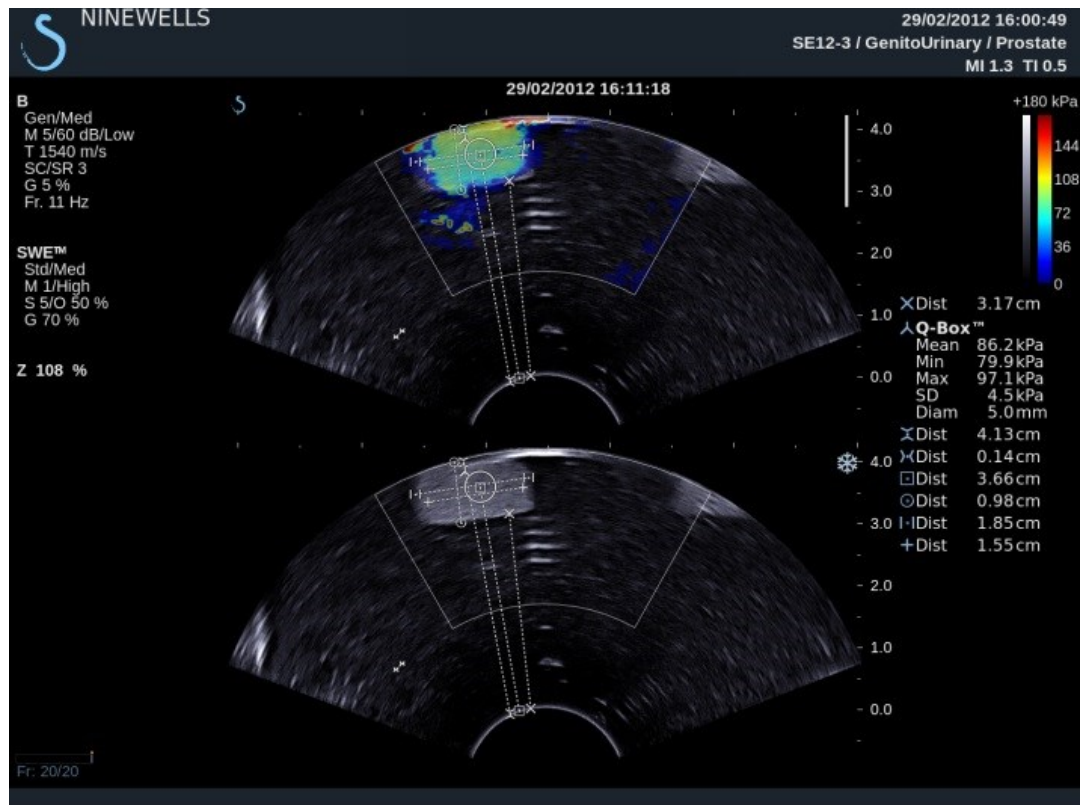 NINEWELLS
29/02/2012 16:00:49
SE12-3 / GenitoUrinary / Prostate
MI 1.3 TI 0.5
29/02/2012 16:11:18
B
Gen/Med
M 5/60 dB/Low
T 1540 m/s
SC/SR 3
G 5 %
Fr. 11 Hz
SWE™
Std/Med
M 1/High
S 5/O 50 %
G 70 %
Z 108 %
+180 kPa
144
108
72
36
0
4.0
3.0
2.0
1.0
0.0
Dist 3.17cm
Q-Box™
Mean 86.2kPa
Min 79.9kPa
Max 97.1kPa
SD 4.5kPa
Diam 5.0mm
Dist 4.13cm
Dist 0.14cm
Dist 3.66cm
Dist 0.98cm
Dist 1.85cm
Dist 1.55cm
4.0
3.0
2.0
1.0
0.0
Fr: 20/20